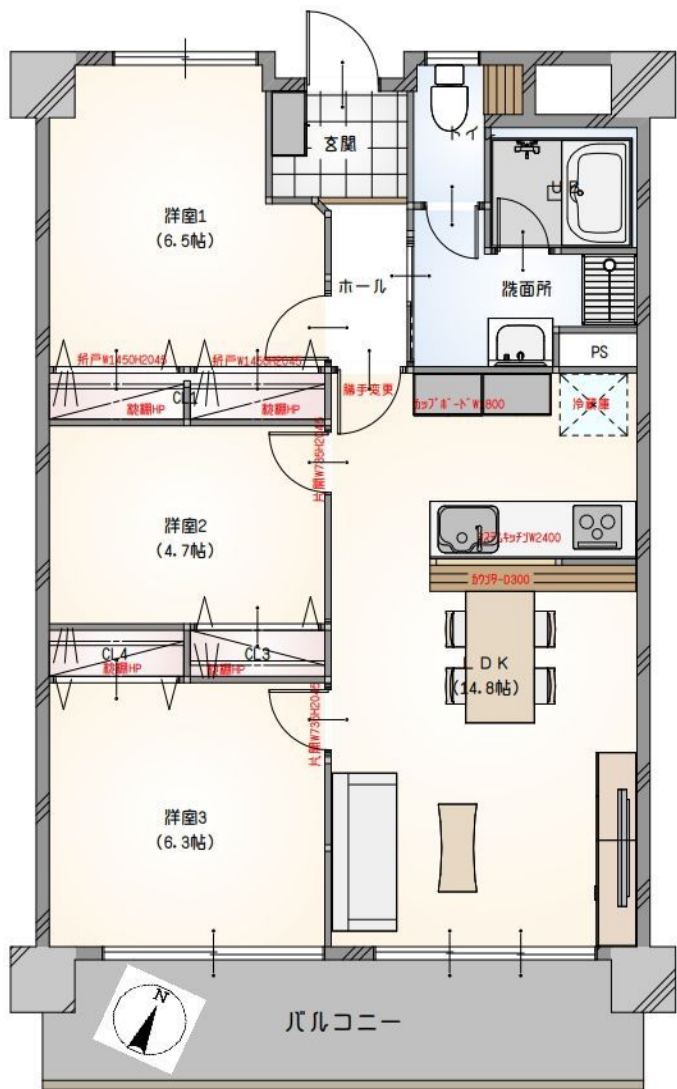 玄関
トイ
UB
洋室1
(6.5帖)
ホール
洗面所
PS
折戸W1450H2045
折戸W1450H2045
CL1
枕棚HP
枕棚HP
勝手変更
カップボードW1800
冷蔵庫
片開W735H2045
洋室2
(4.7帖)
システムキッチンW2400
カウンターD300
CL4
枕棚HP
CL3
枕棚HP
LDK
(14.8帖)
片開W735H2045
洋室3
(6.3帖)
N
バルコニー